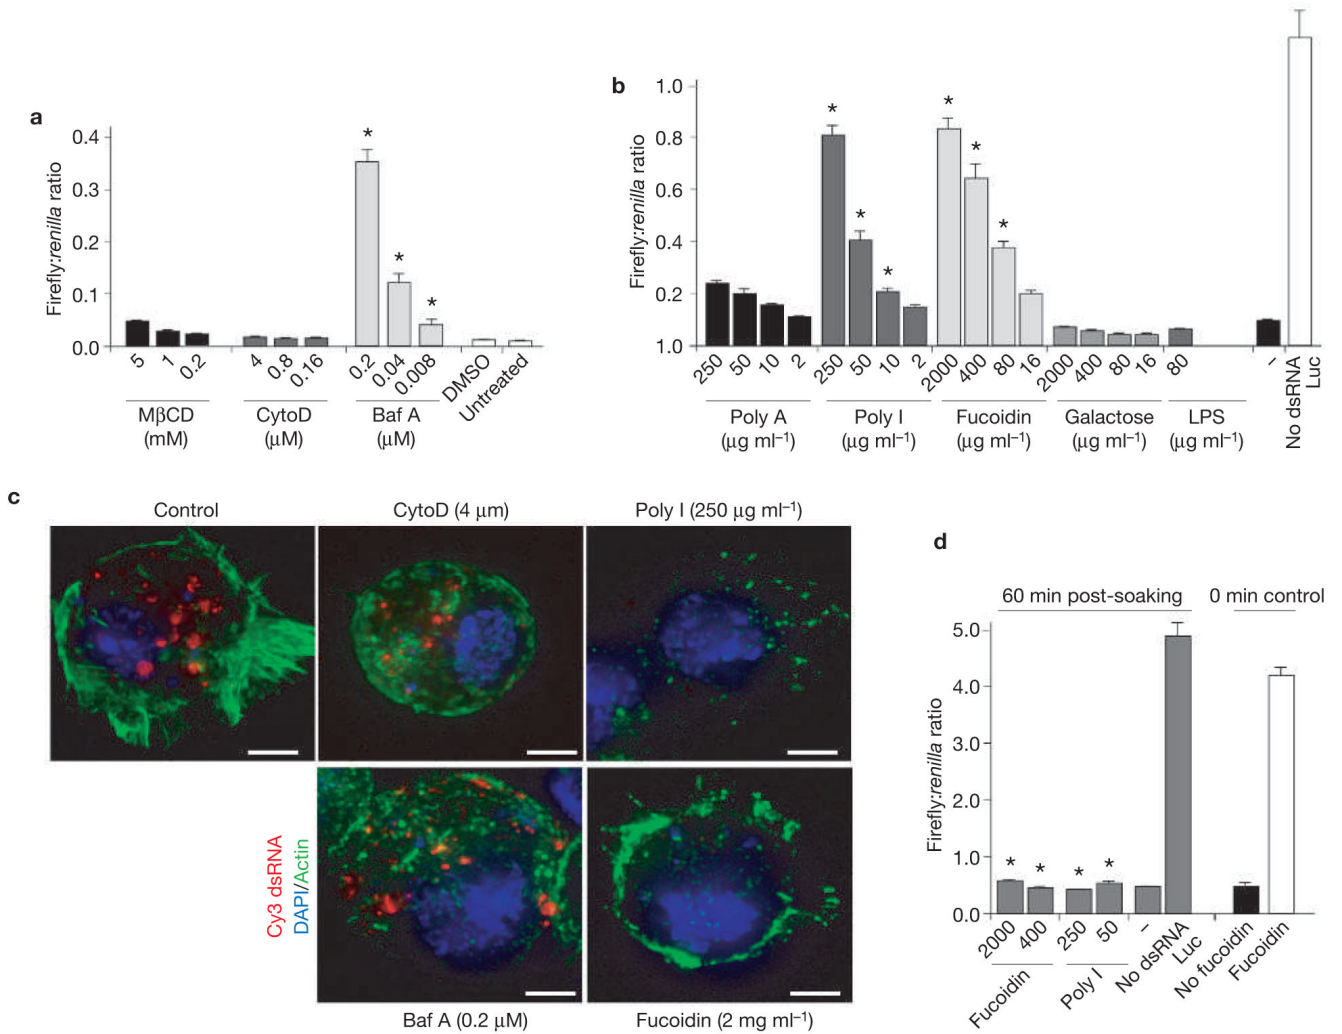 a
Firefly:renilla ratio
0.4
0.3
0.2
0.1
0.0
5
1
0.2
4
0.8
0.16
0.2
0.04
0.008
DMSO
Untreated
*
*
*
MβCD
(mM)
CytoD
(μM)
Baf A
(μM)
b
Firefly:renilla ratio
1.0
0.8
0.6
0.4
0.2
1.0
*
*
*
*
*
*
250
50
10
2
250
50
10
2
2000
400
80
16
2000
400
80
16
80
–
No dsRNA
Luc
Poly A
(μg ml–1)
Poly I
(μg ml–1)
Fucoidin
(μg ml–1)
Galactose
(μg ml–1)
LPS
(μg ml–1)
c
Control
CytoD (4 μm)
Poly I (250 μg ml–1)
Cy3 dsRNA
DAPI/Actin
Baf A (0.2 μM)
Fucoidin (2 mg ml–1)
d
60 min post-soaking
0 min control
Firefly:renilla ratio
5.0
4.0
3.0
2.0
1.0
0.0
*
*
*
*
2000
400
250
50
–
No dsRNA
Luc
No fucoidin
Fucoidin
Fucoidin
Poly I